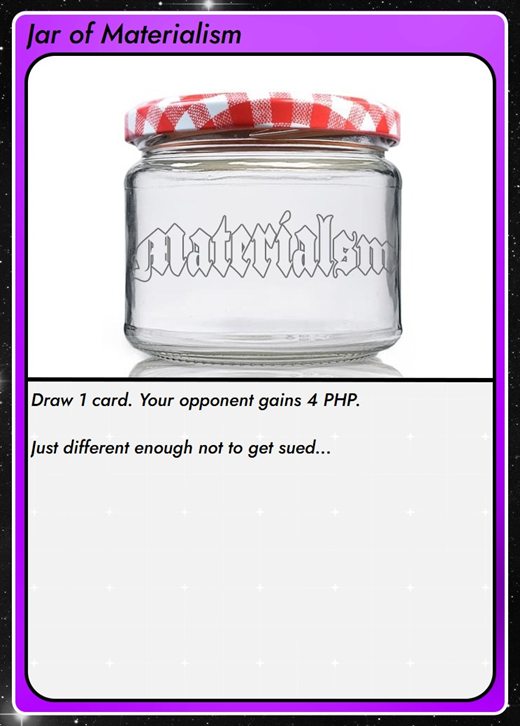 Jar of Materialism
Materialsm
Draw 1 card. Your opponent gains 4 PHP.
Just different enough not to get sued...